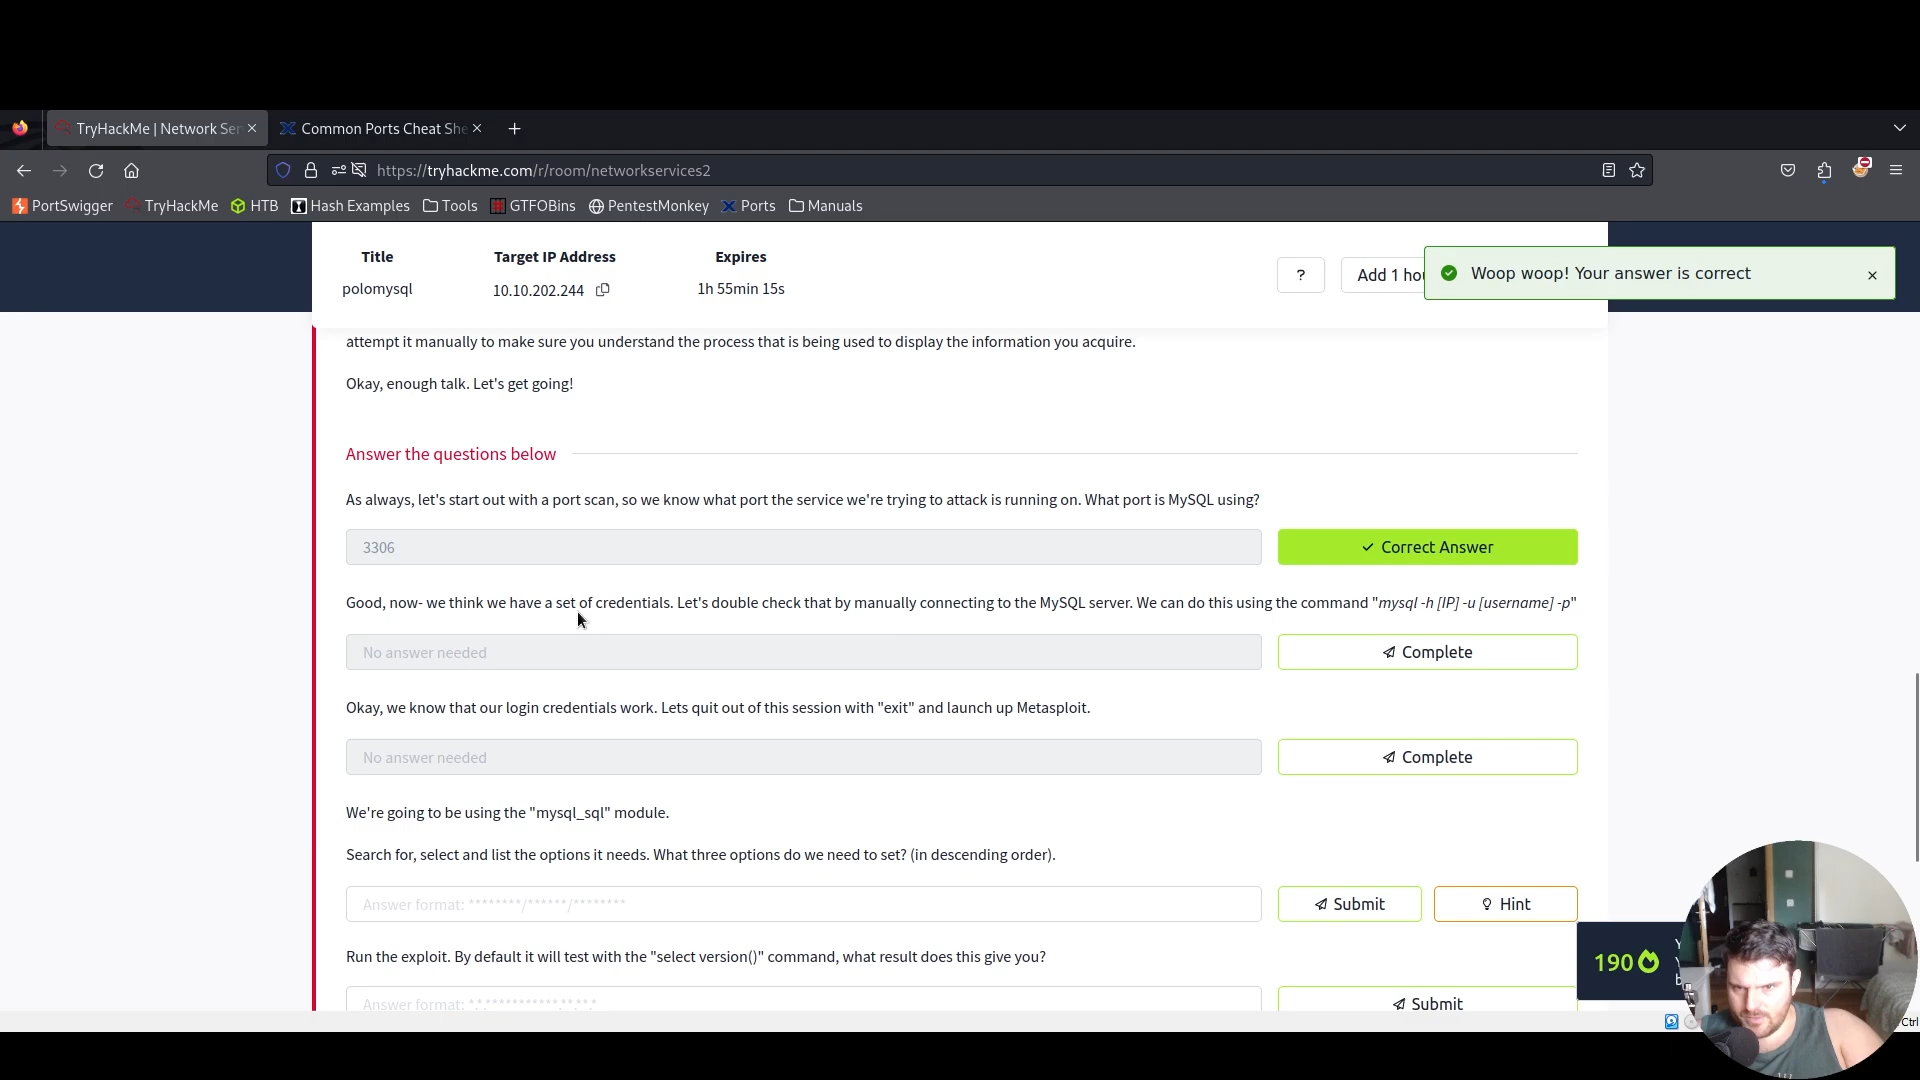 TryHackMe | Network Ser
Common Ports Cheat She
https://tryhackme.com/r/room/networkservices2
PortSwigger
TryHackMe
HTB
Hash Examples
Tools
GTFOBins
PentestMonkey
Ports
Manuals
Title
Target IP Address
Expires
polomysql
10.10.202.244
1h 55min 15s
?
Add 1 hou
Woop woop! Your answer is correct
attempt it manually to make sure you understand the process that is being used to display the information you acquire.
Okay, enough talk. Let's get going!
Answer the questions below
As always, let's start out with a port scan, so we know what port the service we're trying to attack is running on. What port is MySQL using?
3306
Correct Answer
Good, now- we think we have a set of credentials. Let's double check that by manually connecting to the MySQL server. We can do this using the command "mysql -h [IP] -u [username] -p"
No answer needed
Complete
Okay, we know that our login credentials work. Lets quit out of this session with "exit" and launch up Metasploit.
No answer needed
Complete
We're going to be using the "mysql_sql" module.
Search for, select and list the options it needs. What three options do we need to set? (in descending order).
Answer format: ********/******/********
Submit
Hint
Run the exploit. By default it will test with the "select version()" command, what result does this give you?
190
Submit
Ctrl